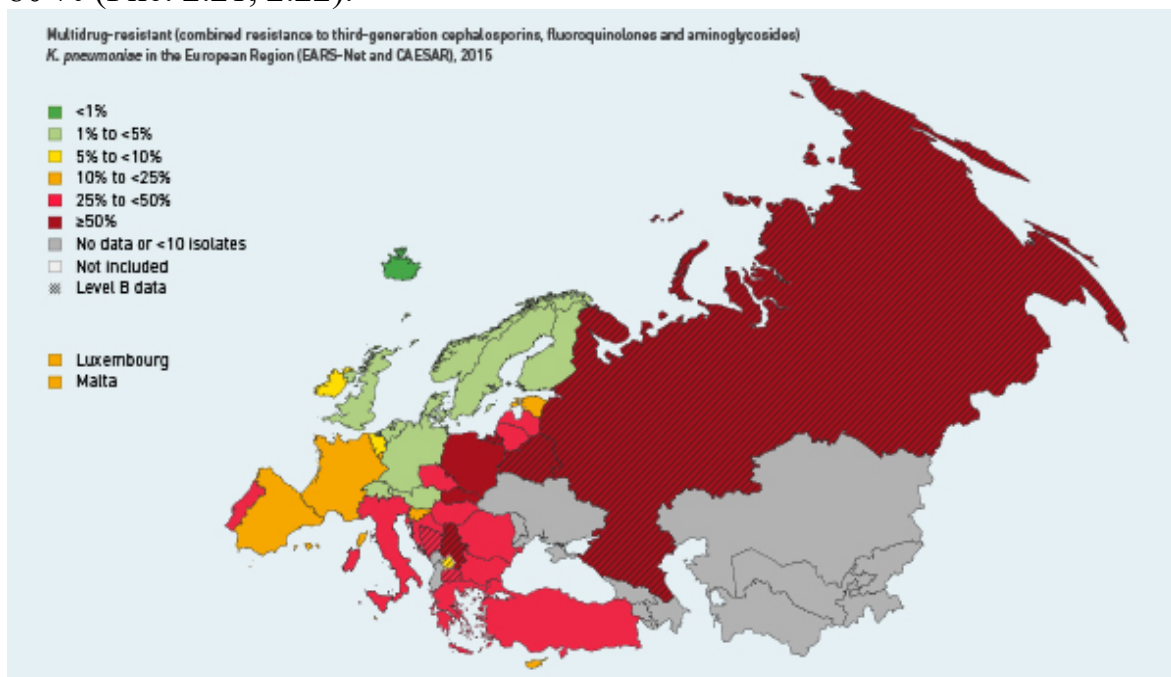 Multidrug-resistant (combined resistance to third-generation cephalosporins, fluoroquinolones and aminoglycosides)
K. pneumoniae in the European Region (EARS-Net and CAESAR), 2015
<1%
1% to <5%
5% to <10%
10% to <25%
25% to <50%
≥50%
No data or <10 isolates
Not included
Level B data
Luxembourg
Malta